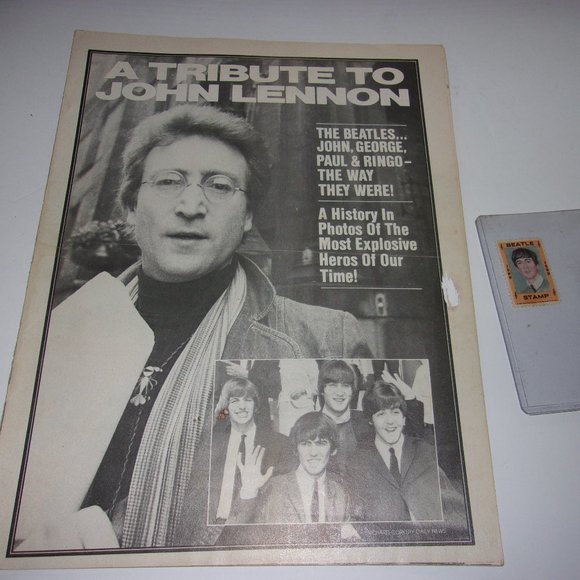 A TRIBUTE TO
JOHN LENNON
THE BEATLES...
JOHN, GEORGE,
PAUL & RINGO–
THE WAY
THEY WERE!
A History In
Photos Of The
Most Explosive
Heros Of Our
Time!
BEATLE
STAMP